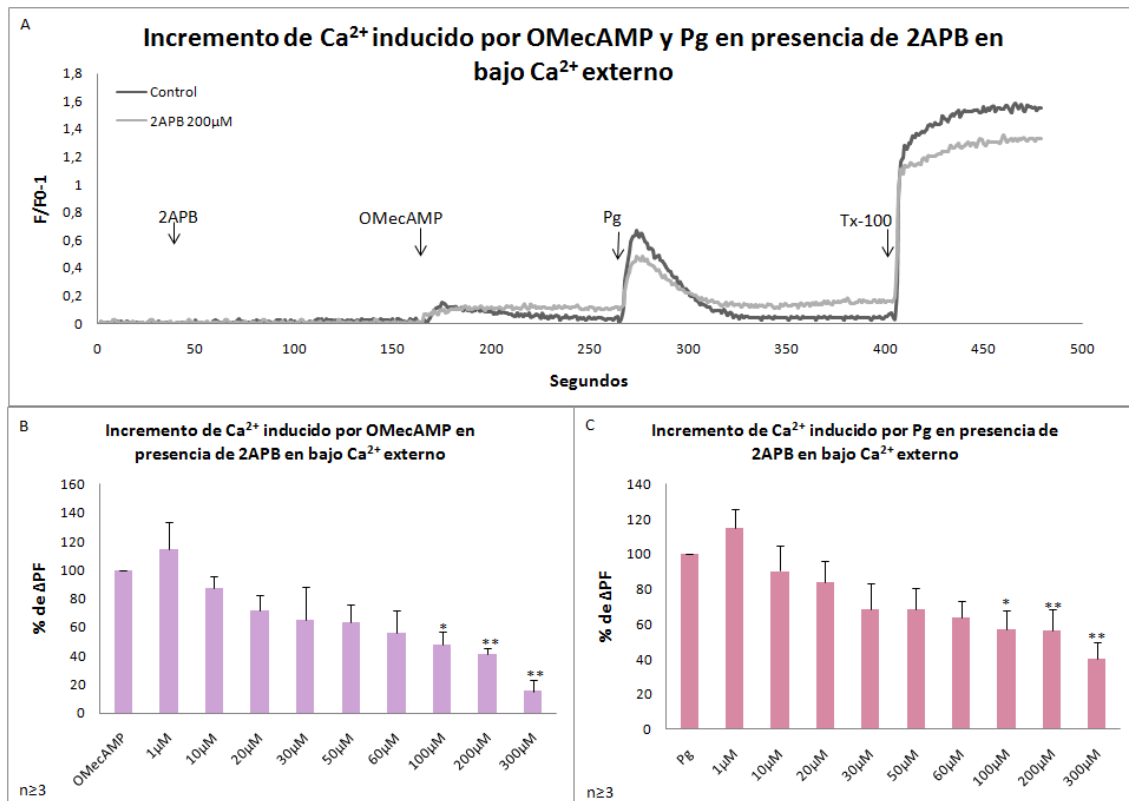 A
Incremento de Ca²⁺ inducido por OMecAMP y Pg en presencia de 2APB en
bajo Ca²⁺ externo
1,8
1,6
1,4
1,2
1
0,8
0,6
0,4
0,2
0
F/F0-1
Control
2APB 200µM
2APB
OMecAMP
Pg
Tx-100
0
50
100
150
200
250
300
350
400
450
500
Segundos
B
Incremento de Ca²⁺ inducido por OMecAMP en
presencia de 2APB en bajo Ca²⁺ externo
160
140
120
100
80
60
40
20
0
% de ΔPF
*
**
**
OMecAMP
1µM
10µM
20µM
30µM
50µM
60µM
100µM
200µM
300µM
n≥3
C
Incremento de Ca²⁺ inducido por Pg en presencia de
2APB en bajo Ca²⁺ externo
140
120
100
80
60
40
20
0
% de ΔPF
*
**
**
Pg
1µM
10µM
20µM
30µM
50µM
60µM
100µM
200µM
300µM
n≥3